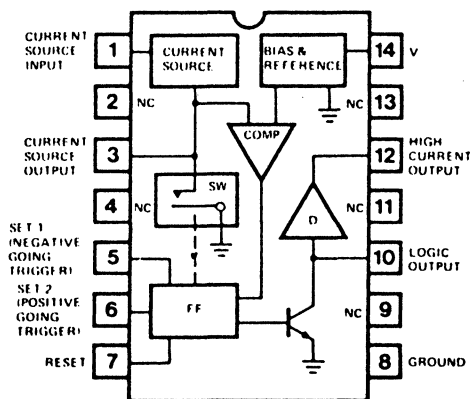 CURRENT
SOURCE
INPUT
1
CURRENT
SOURCE
BIAS &
REFERENCE
14
V
2
NC
NC
13
CURRENT
SOURCE
OUTPUT
3
COMP
12
HIGH
CURRENT
OUTPUT
4
NC
SW
NC
11
SET 1
(NEGATIVE
GOING
TRIGGER)
5
D
10
LOGIC
OUTPUT
SET 2
(POSITIVE
GOING
TRIGGER)
6
FF
NC
9
RESET
7
8
GROUND